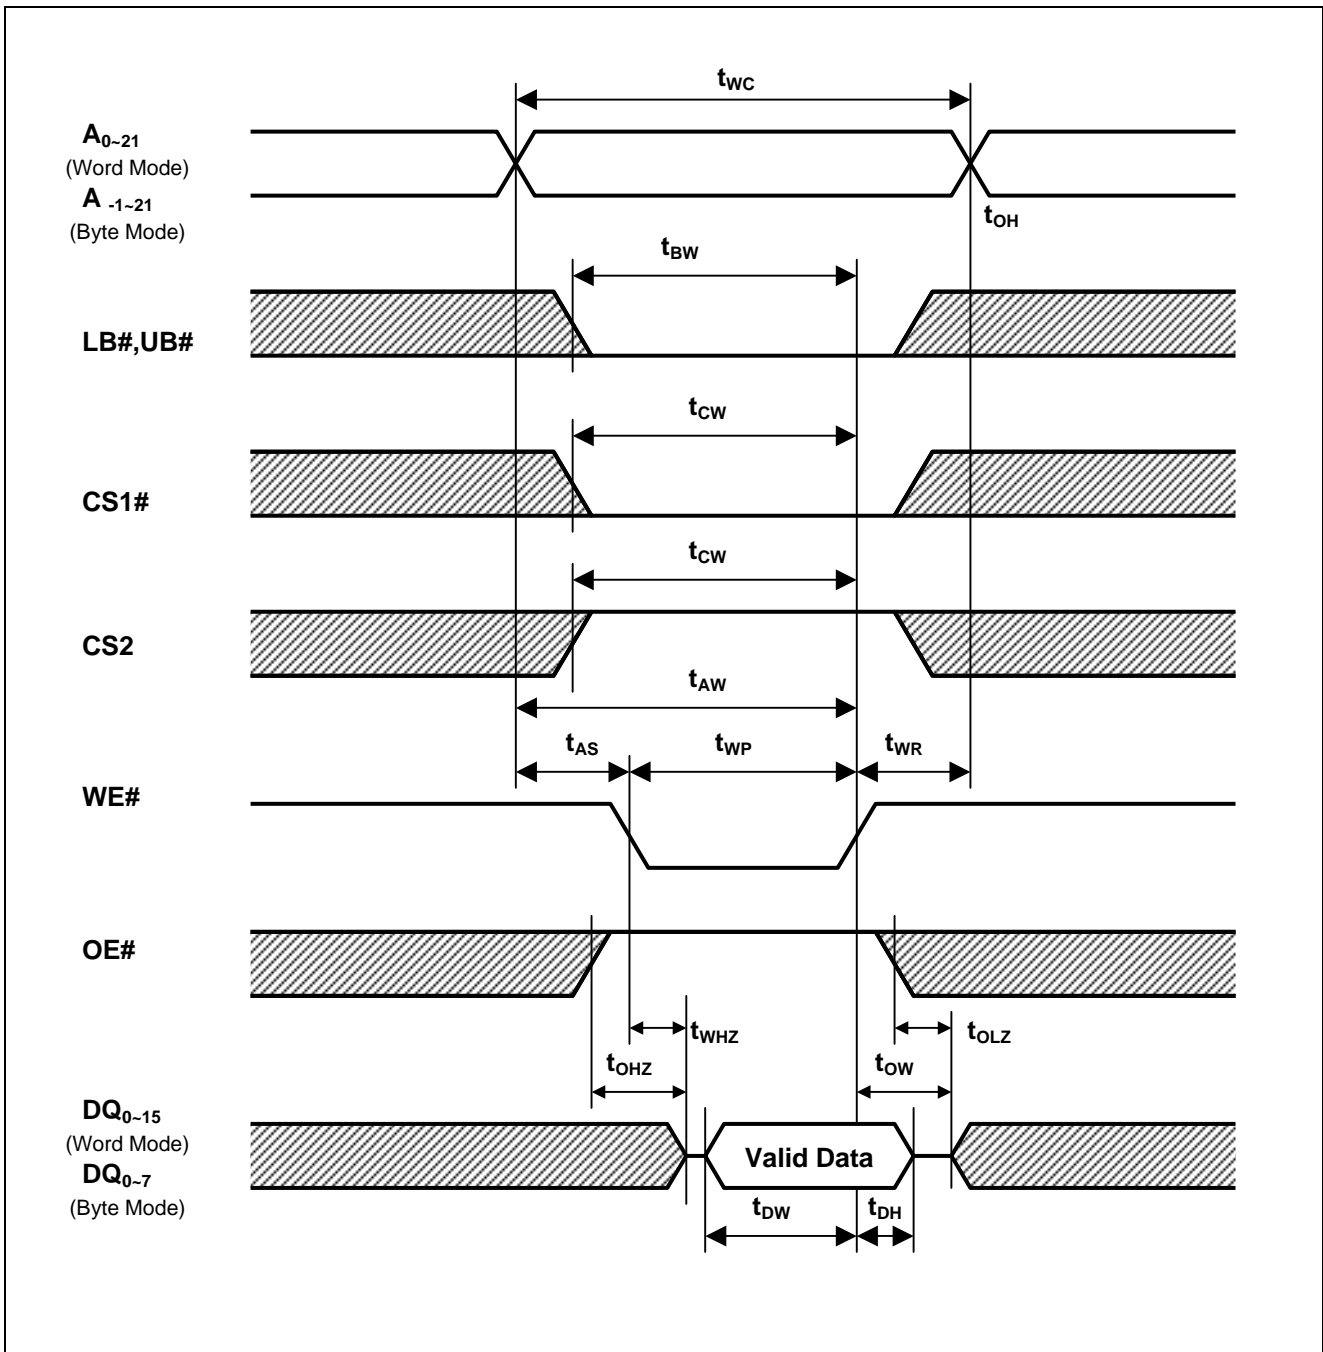 tWC
A0~21
(Word Mode)
A -1~21
(Byte Mode)
tOH
tBW
LB#,UB#
tCW
CS1#
tCW
CS2
tAW
tAS
tWP
tWR
WE#
OE#
tWHZ
tOLZ
tOHZ
tOW
DQ0~15
(Word Mode)
DQ0~7
(Byte Mode)
Valid Data
tDW
tDH